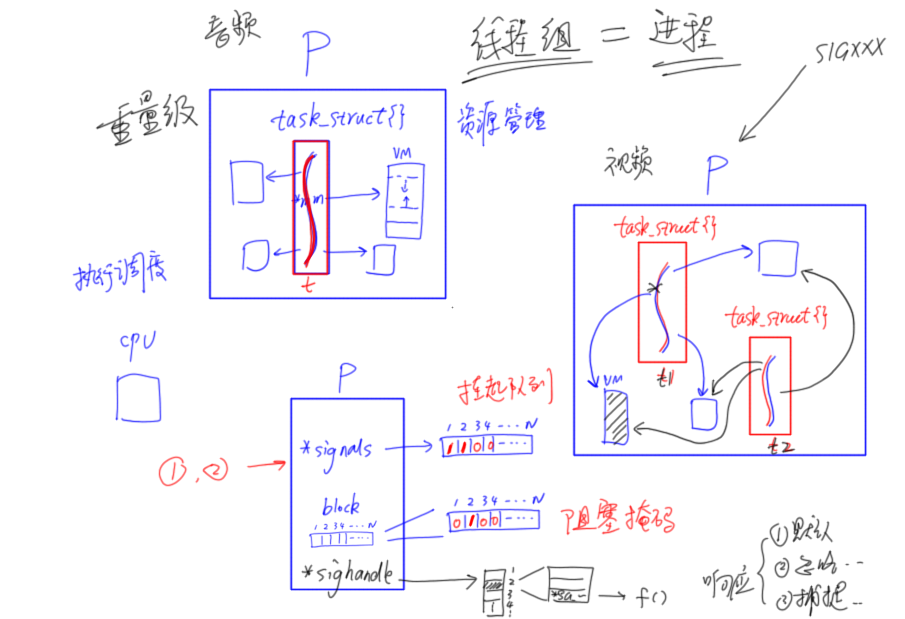 音频
P
线程组 = 进程
SIGXXX
重量级
task_struct{}
资源管理
VM
*mm
t
视频
P
task_struct{}
task_struct{}
t1
VM
t2
执行调度
CPU
P
挂起队列
1 2 3 4 ... N
*signals
1 1 0 0 ...
①,②
block
1 2 3 4 ... N
1 2 3 4 ... N
0 1 0 0 ...
阻塞掩码
*sighandle
1
2
3
4
*sa
f()
响应
①默认
②忽略...
③捕捉...